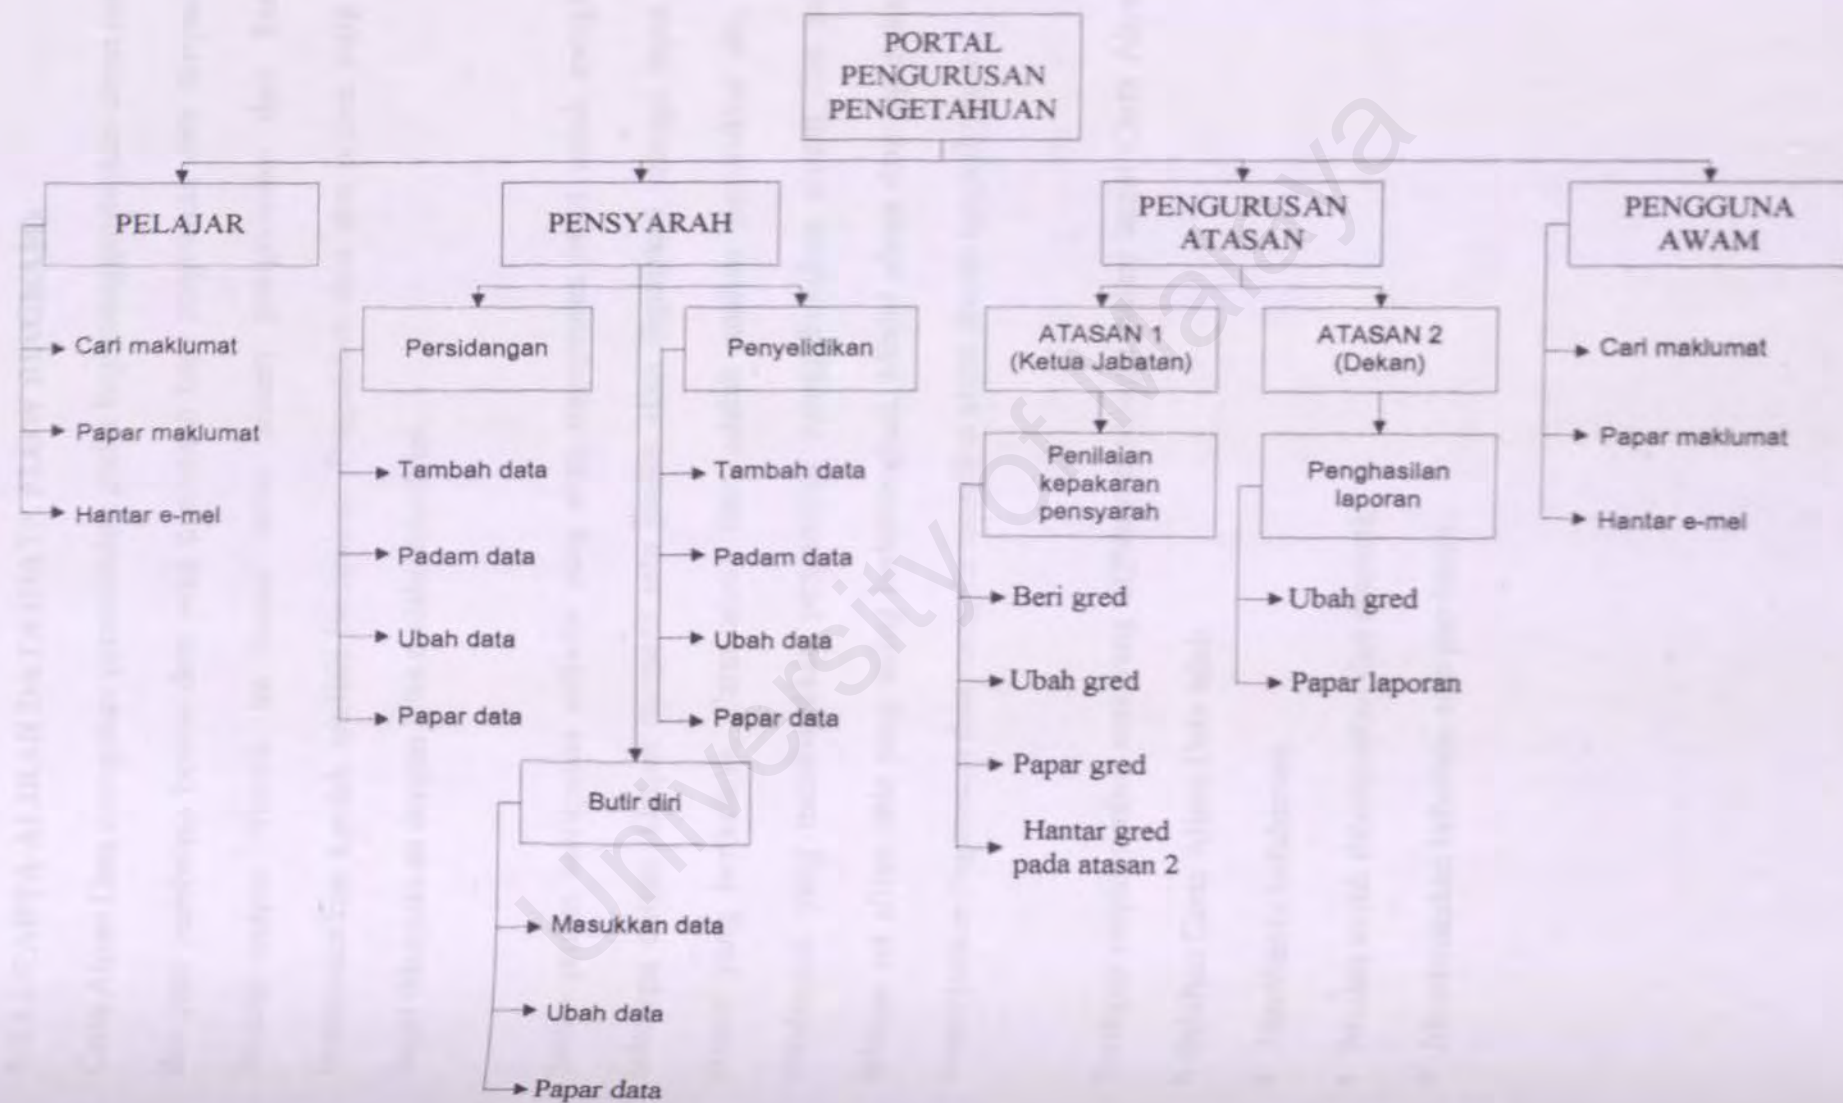 PORTAL
PENGURUSAN
PENGETAHUAN
PELAJAR
Cari maklumat
Papar maklumat
Hantar e-mel
PENSYARAH
Persidangan
Tambah data
Padam data
Ubah data
Papar data
Penyelidikan
Tambah data
Padam data
Ubah data
Papar data
Butir diri
Masukkan data
Ubah data
Papar data
PENGURUSAN
ATASAN
ATASAN 1
(Ketua Jabatan)
Penilaian
kepakaran
pensyarah
Beri gred
Ubah gred
Papar gred
Hantar gred
pada atasan 2
ATASAN 2
(Dekan)
Penghasilan
laporan
Ubah gred
Papar laporan
PENGGUNA
AWAM
Cari maklumat
Papar maklumat
Hantar e-mel
University of Malaya